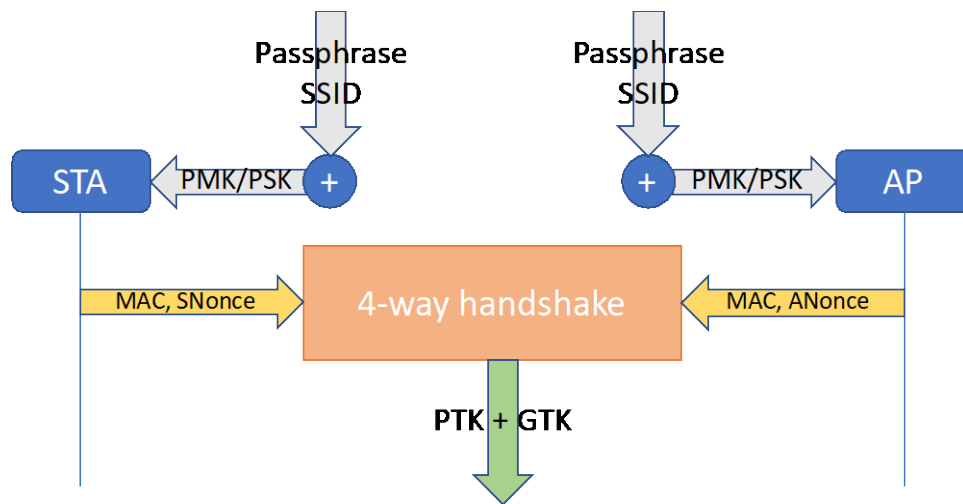 Passphrase
SSID
Passphrase
SSID
STA
PMK/PSK
+
+
PMK/PSK
AP
MAC, SNonce
4-way handshake
MAC, ANonce
PTK + GTK